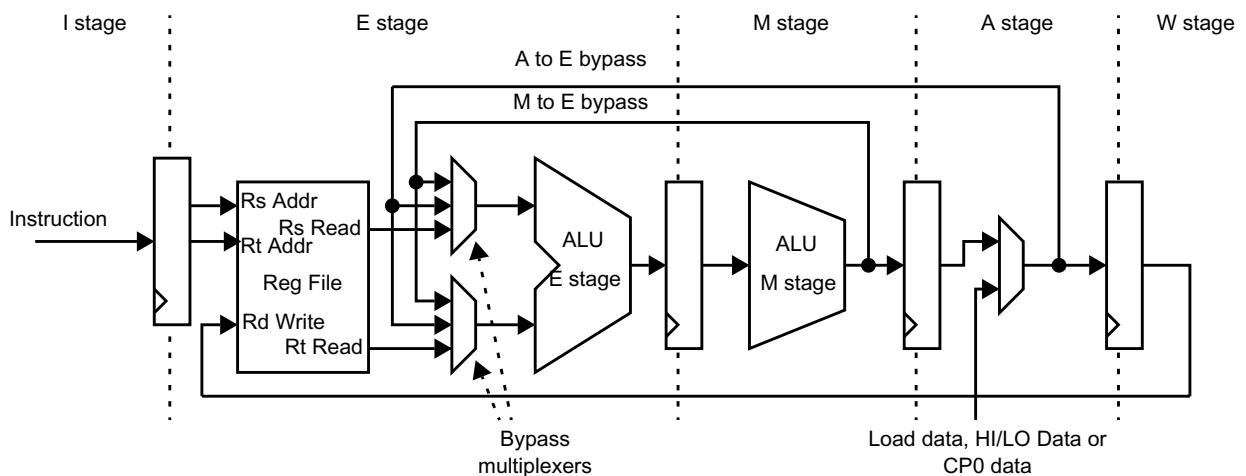 I stage
E stage
M stage
A stage
W stage
A to E bypass
M to E bypass
Instruction
Rs Addr
Rs Read
Rt Addr
Reg File
Rd Write
Rt Read
ALU
E stage
ALU
M stage
Bypass
multiplexers
Load data, HI/LO Data or
CP0 data